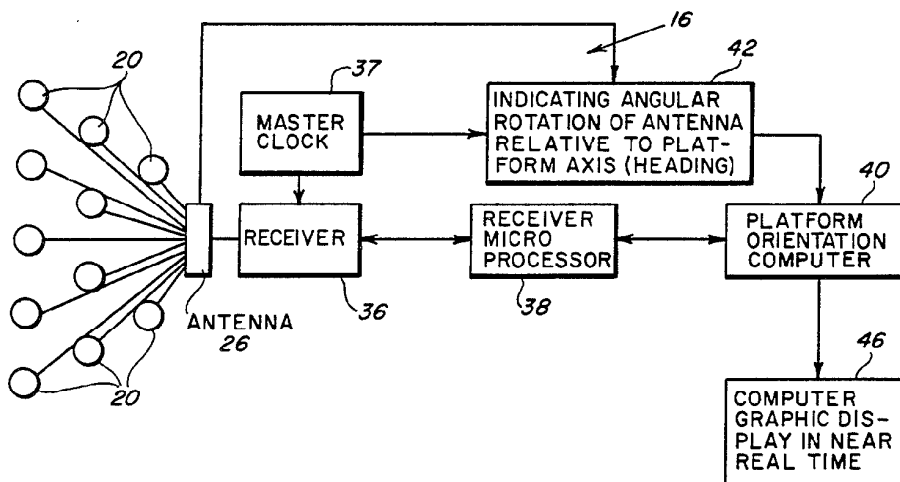 16
20
37
42
MASTER
CLOCK
INDICATING ANGULAR
ROTATION OF ANTENNA
RELATIVE TO PLAT-
FORM AXIS (HEADING)
40
RECEIVER
RECEIVER
MICRO
PROCESSOR
PLATFORM
ORIENTATION
COMPUTER
36
38
ANTENNA
26
20
46
COMPUTER
GRAPHIC DIS-
PLAY IN NEAR
REAL TIME